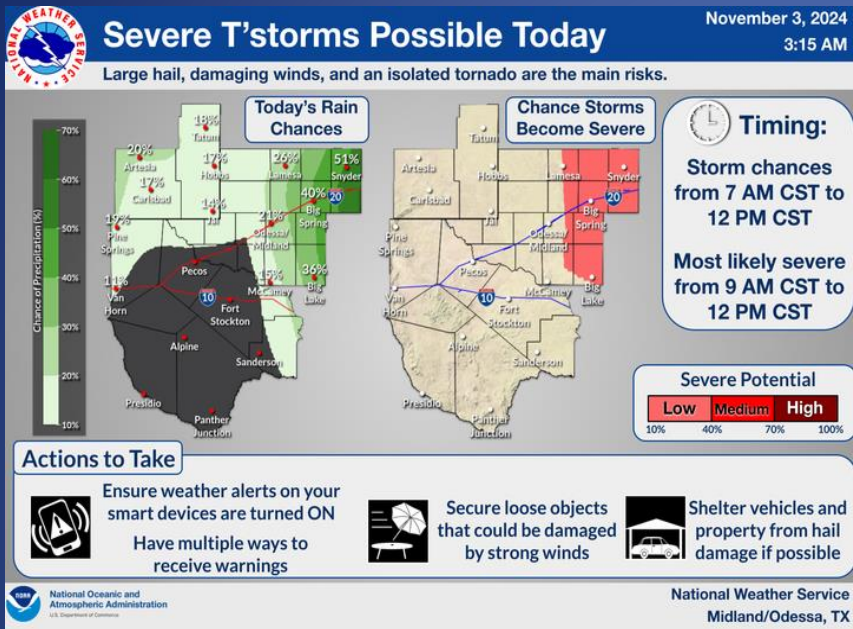 NATIONAL WEATHER SERVICE
Severe T'storms Possible Today
November 3, 2024
3:15 AM
Large hail, damaging winds, and an isolated tornado are the main risks.
Today's Rain
Chances
Chance of Precipitation (%)
70%
60%
50%
40%
30%
20%
10%
18%
Tatum
20%
Artesia
17%
Hobbs
26%
Lamesa
51%
Snyder
17%
Carlsbad
14%
Jal
40%
Big
Spring
20
19%
Pine
Springs
21%
Odessa/
Midland
Pecos
11%
Van
Horn
15%
McCamey
36%
Big
Lake
10
Fort
Stockton
Alpine
Sanderson
Presidio
Panther
Junction
Chance Storms
Become Severe
Tatum
Artesia
Hobbs
Lamesa
Snyder
Carlsbad
Jal
Big
Spring
20
Pine
Springs
Odessa/
Midland
Pecos
Van
Horn
McCamey
Big
Lake
10
Fort
Stockton
Alpine
Sanderson
Presidio
Panther
Junction
Timing:
Storm chances
from 7 AM CST to
12 PM CST
Most likely severe
from 9 AM CST to
12 PM CST
Severe Potential
Low Medium High
10% 40% 70% 100%
Actions to Take
Ensure weather alerts on your
smart devices are turned ON
Have multiple ways to
receive warnings
Secure loose objects
that could be damaged
by strong winds
Shelter vehicles and
property from hail
damage if possible
NOAA
National Oceanic and
Atmospheric Administration
U.S. Department of Commerce
National Weather Service
Midland/Odessa, TX